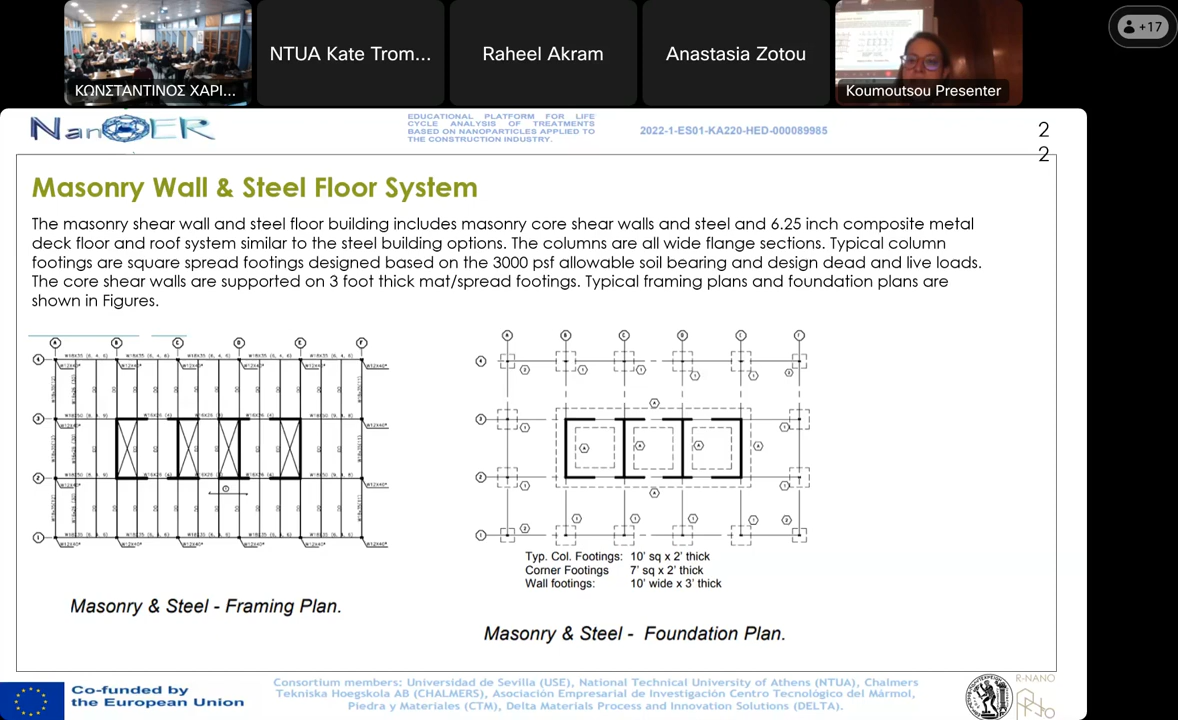 NTUA Kate Trom...
Raheel Akram
Anastasia Zotou
+17
ΚΩΝΣΤΑΝΤΙΝΟΣ ΧΑΡΙ...
Koumoutsou Presenter
NanoER
EDUCATIONAL PLATFORM FOR LIFE
CYCLE ANALYSIS OF TREATMENTS
BASED ON NANOPARTICLES APPLIED TO
THE CONSTRUCTION INDUSTRY.
2022-1-ES01-KA220-HED-000089985
2
2
Masonry Wall & Steel Floor System
The masonry shear wall and steel floor building includes masonry core shear walls and steel and 6.25 inch composite metal
deck floor and roof system similar to the steel building options. The columns are all wide flange sections. Typical column
footings are square spread footings designed based on the 3000 psf allowable soil bearing and design dead and live loads.
The core shear walls are supported on 3 foot thick mat/spread footings. Typical framing plans and foundation plans are
shown in Figures.
A B C D E F
4
3
2
1
Typ. Col. Footings: 10' sq x 2' thick
Corner Footings 7' sq x 2' thick
Wall footings: 10' wide x 3' thick
Masonry & Steel - Framing Plan.
Masonry & Steel - Foundation Plan.
Co-funded by
the European Union
Consortium members: Universidad de Sevilla (USE), National Technical University of Athens (NTUA), Chalmers
Tekniska Hoegskola AB (CHALMERS), Asociación Empresarial de Investigación Centro Tecnológico del Mármol,
Piedra y Materiales (CTM), Delta Materials Process and Innovation Solutions (DELTA).
R-NANO